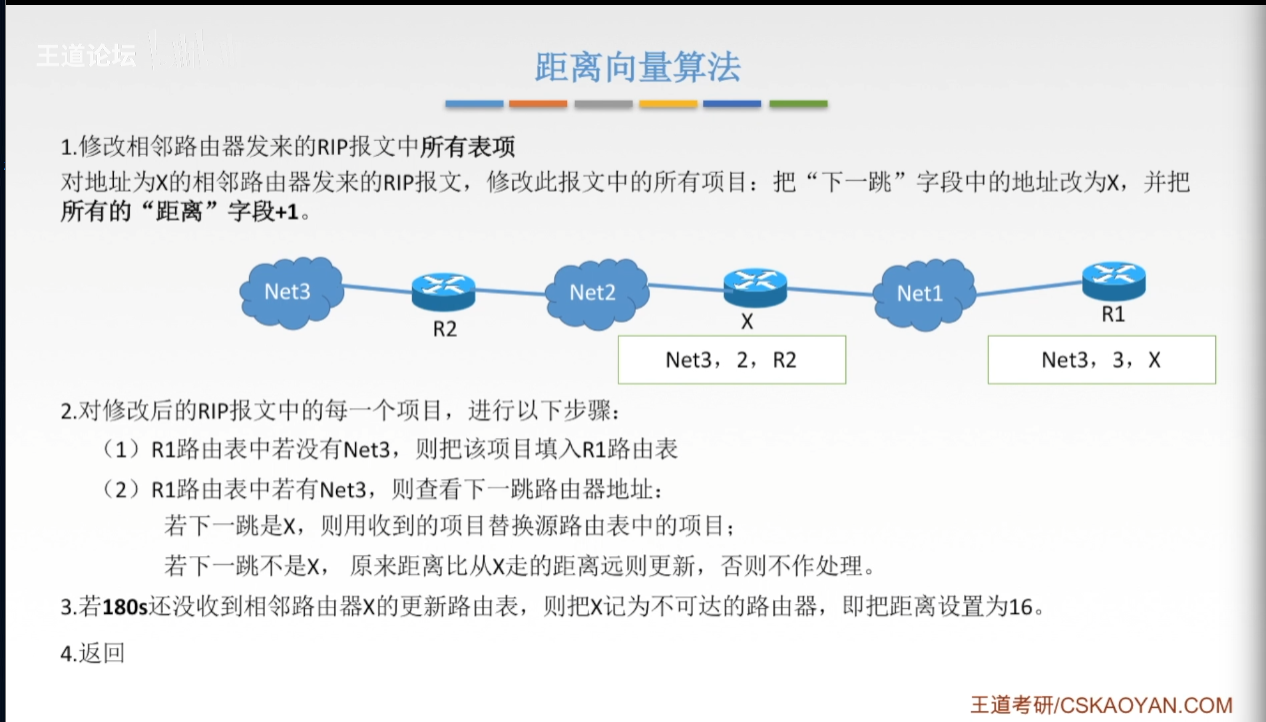 王道论坛
距离向量算法
1.修改相邻路由器发来的RIP报文中所有表项
对地址为X的相邻路由器发来的RIP报文，修改此报文中的所有项目：把“下一跳”字段中的地址改为X，并把
所有的“距离”字段+1。
Net3
Net2
Net1
R2
X
R1
Net3，2，R2
Net3，3，X
2.对修改后的RIP报文中的每一个项目，进行以下步骤：
（1）R1路由表中若没有Net3，则把该项目填入R1路由表
（2）R1路由表中若有Net3，则查看下一跳路由器地址：
若下一跳是X，则用收到的项目替换源路由表中的项目；
若下一跳不是X， 原来距离比从X走的距离远则更新，否则不作处理。
3.若180s还没收到相邻路由器X的更新路由表，则把X记为不可达的路由器，即把距离设置为16。
4.返回
王道考研/CSKAOYAN.COM